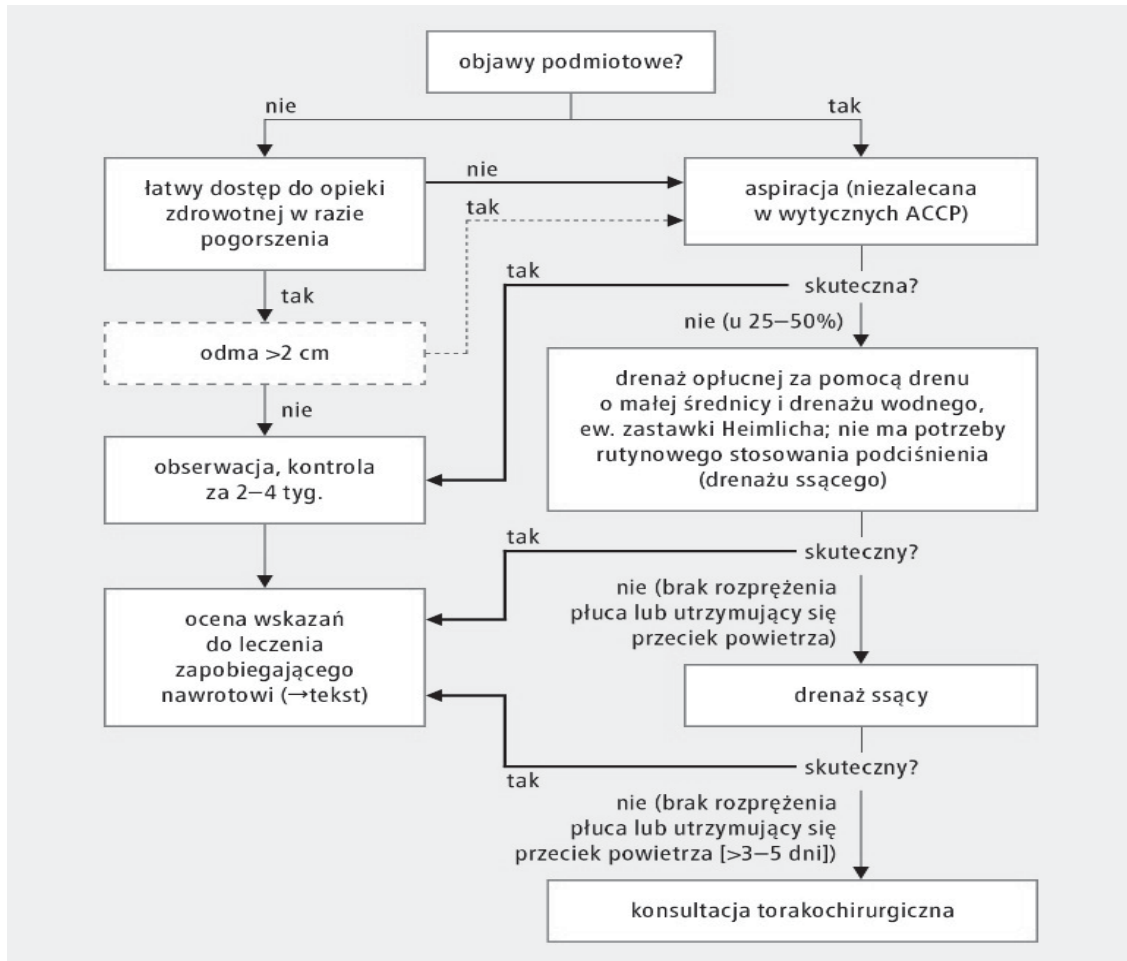 objawy podmiotowe?
nie
tak
łatwy dostęp do opieki
zdrowotnej w razie
pogorszenia
nie
tak
aspiracja (niezalecana
w wytycznych ACCP)
tak
odma >2 cm
nie
tak
skuteczna?
nie (u 25–50%)
obserwacja, kontrola
za 2–4 tyg.
drenaż opłucnej za pomocą drenu
o małej średnicy i drenażu wodnego,
ew. zastawki Heimlicha; nie ma potrzeby
rutynowego stosowania podciśnienia
(drenażu ssącego)
tak
skuteczny?
nie (brak rozprężenia
płuca lub utrzymujący się
przeciek powietrza)
ocena wskazań
do leczenia
zapobiegającego
nawrotowi (→tekst)
drenaż ssący
tak
skuteczny?
nie (brak rozprężenia
płuca lub utrzymujący się
przeciek powietrza [>3–5 dni])
konsultacja torakochirurgiczna